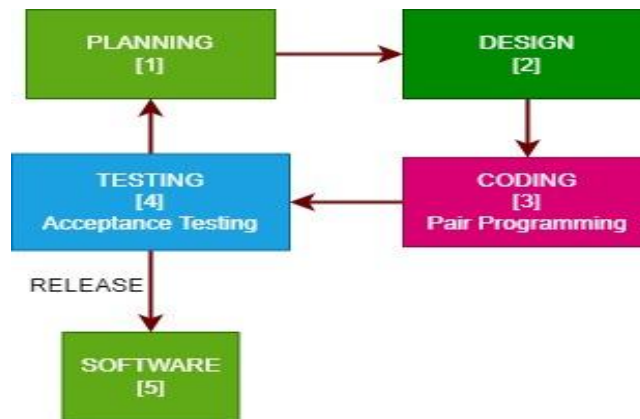 PLANNING
[1]
DESIGN
[2]
TESTING
[4]
Acceptance Testing
CODING
[3]
Pair Programming
RELEASE
SOFTWARE
[5]